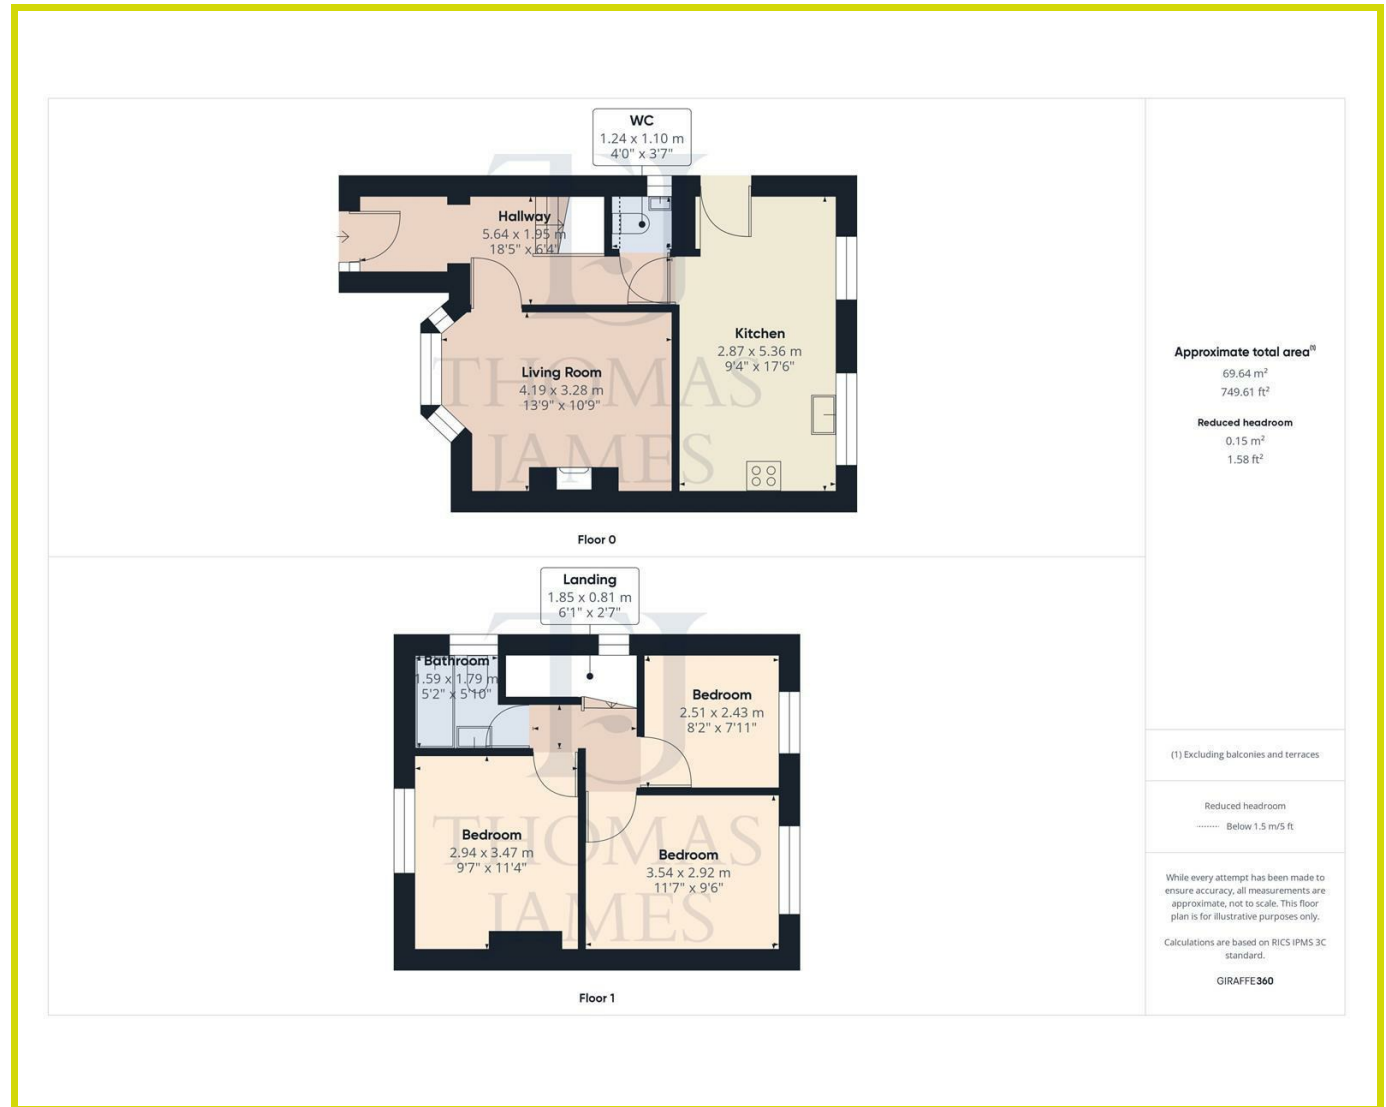 WC
1.24 x 1.10 m
4'0" x 3'7"
Hallway
5.64 x 1.95 m
18'5" x 6'4"
Kitchen
2.87 x 5.36 m
9'4" x 17'6"
Living Room
4.19 x 3.28 m
13'9" x 10'9"
TJ
THOMAS
JAMES
Floor 0
Landing
1.85 x 0.81 m
6'1" x 2'7"
Bathroom
1.59 x 1.79 m
5'2" x 5'10"
Bedroom
2.51 x 2.43 m
8'2" x 7'11"
Bedroom
2.94 x 3.47 m
9'7" x 11'4"
Bedroom
3.54 x 2.92 m
11'7" x 9'6"
TJ
THOMAS
JAMES
Floor 1
Approximate total area⁽¹⁾
69.64 m²
749.61 ft²
Reduced headroom
0.15 m²
1.58 ft²
(1) Excluding balconies and terraces
Reduced headroom
Below 1.5 m/5 ft
While every attempt has been made to
ensure accuracy, all measurements are
approximate, not to scale. This floor
plan is for illustrative purposes only.
Calculations are based on RICS IPMS 3C
standard.
GIRAFFE360